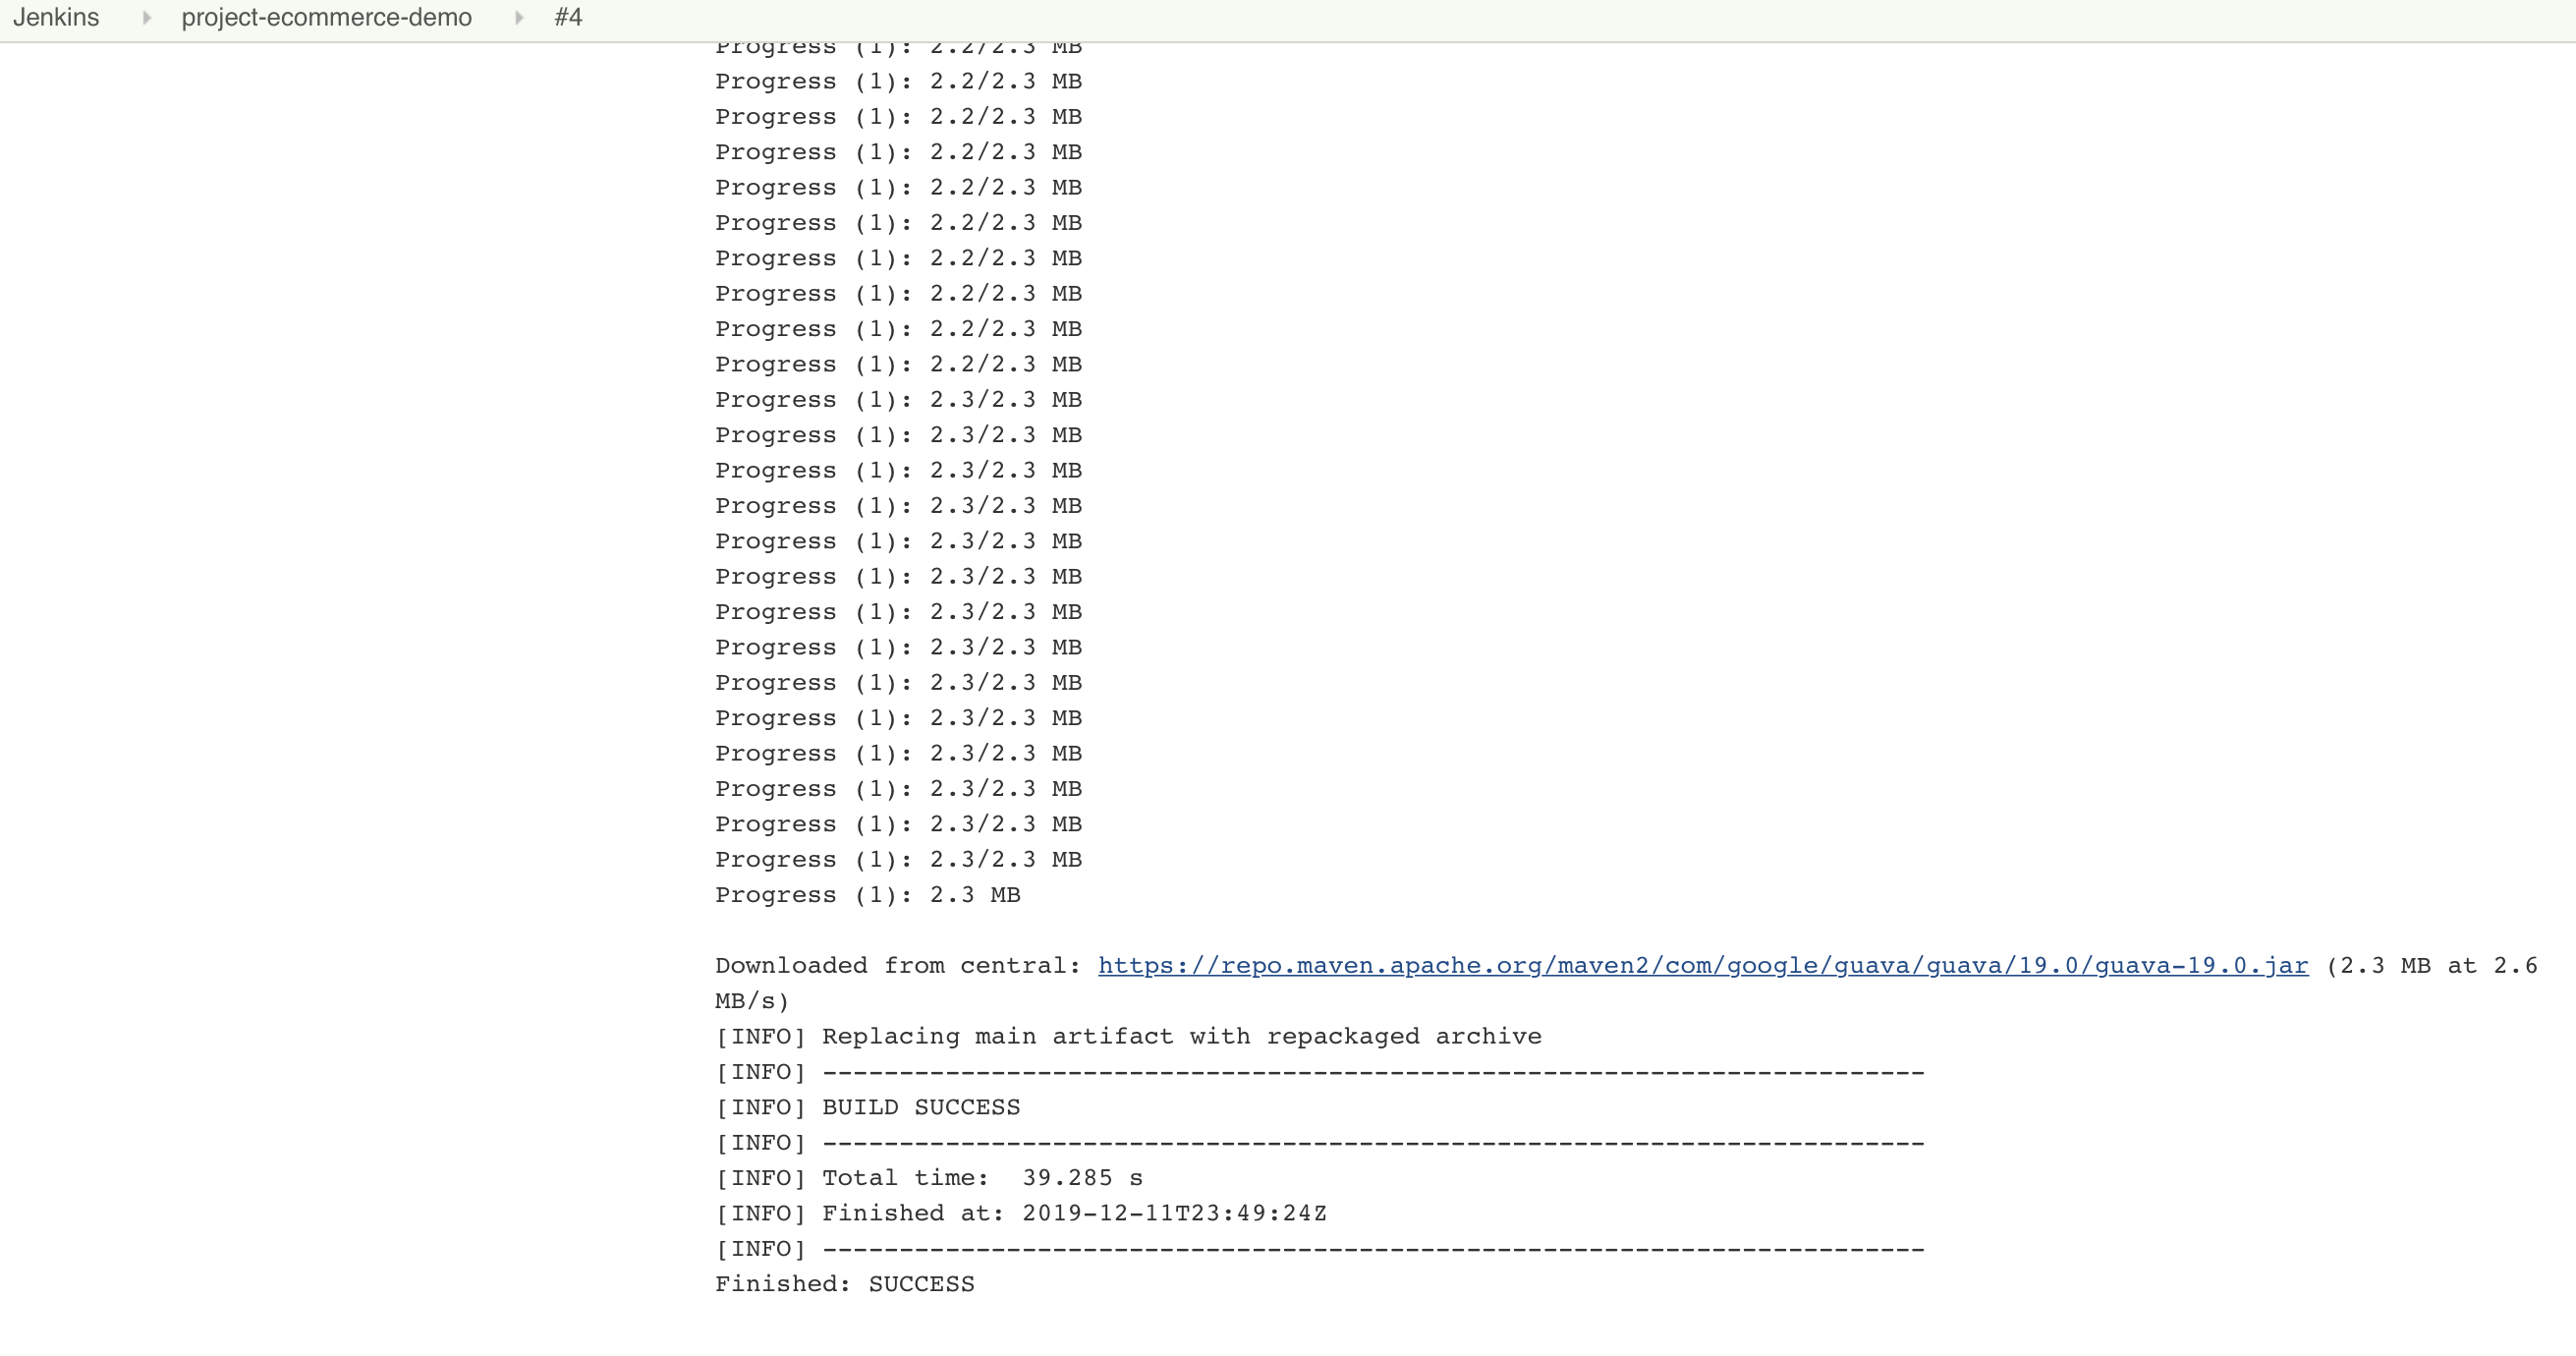 Jenkins project-ecommerce-demo #4
Progress (1): 2.2/2.3 MB
Progress (1): 2.2/2.3 MB
Progress (1): 2.2/2.3 MB
Progress (1): 2.2/2.3 MB
Progress (1): 2.2/2.3 MB
Progress (1): 2.2/2.3 MB
Progress (1): 2.2/2.3 MB
Progress (1): 2.2/2.3 MB
Progress (1): 2.2/2.3 MB
Progress (1): 2.2/2.3 MB
Progress (1): 2.3/2.3 MB
Progress (1): 2.3/2.3 MB
Progress (1): 2.3/2.3 MB
Progress (1): 2.3/2.3 MB
Progress (1): 2.3/2.3 MB
Progress (1): 2.3/2.3 MB
Progress (1): 2.3/2.3 MB
Progress (1): 2.3/2.3 MB
Progress (1): 2.3/2.3 MB
Progress (1): 2.3/2.3 MB
Progress (1): 2.3/2.3 MB
Progress (1): 2.3/2.3 MB
Progress (1): 2.3/2.3 MB
Progress (1): 2.3/2.3 MB
Progress (1): 2.3 MB
Downloaded from central: https://repo.maven.apache.org/maven2/com/google/guava/guava/19.0/guava-19.0.jar (2.3 MB at 2.6
MB/s)
[INFO] Replacing main artifact with repackaged archive
[INFO] ------------------------------------------------------------------------
[INFO] BUILD SUCCESS
[INFO] ------------------------------------------------------------------------
[INFO] Total time:  39.285 s
[INFO] Finished at: 2019-12-11T23:49:24Z
[INFO] ------------------------------------------------------------------------
Finished: SUCCESS